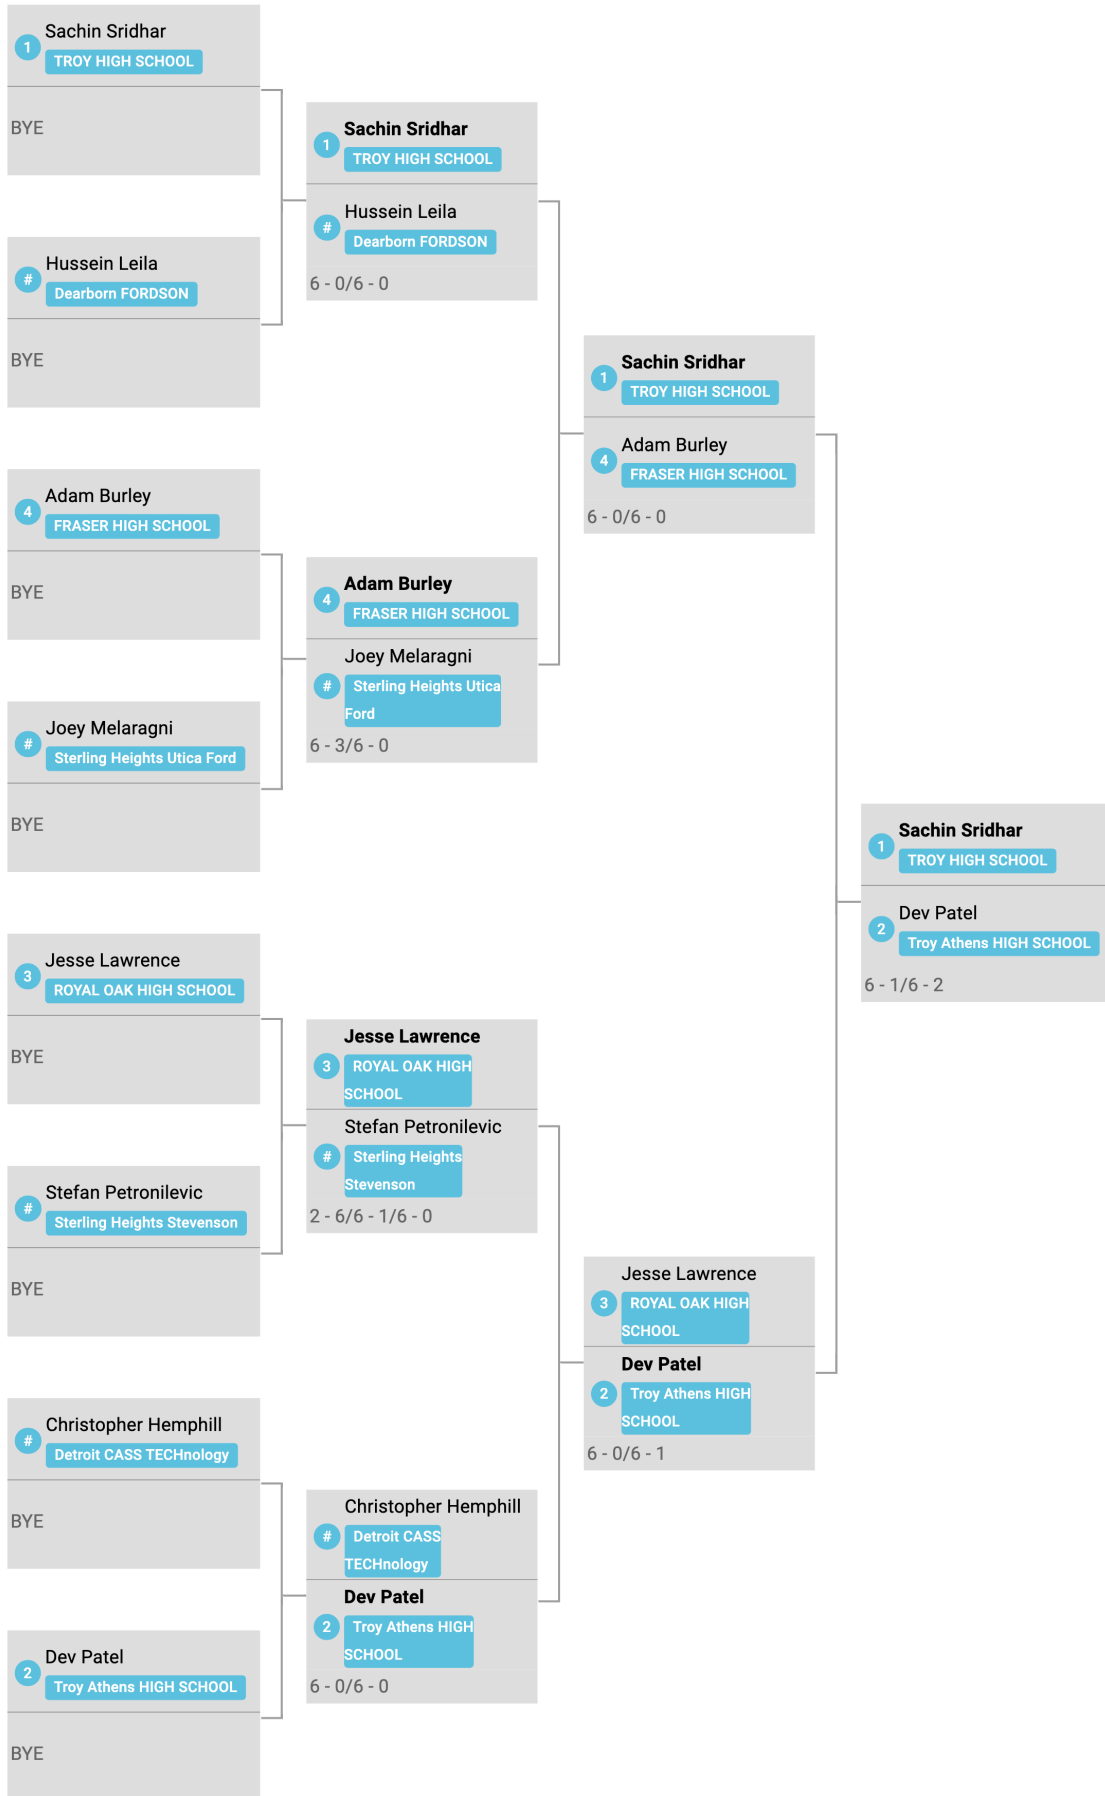 1
Sachin Sridhar
TROY HIGH SCHOOL
BYE
#
Hussein Leila
Dearborn FORDSON
BYE
4
Adam Burley
FRASER HIGH SCHOOL
BYE
#
Joey Melaragni
Sterling Heights Utica Ford
BYE
3
Jesse Lawrence
ROYAL OAK HIGH SCHOOL
BYE
#
Stefan Petronilevic
Sterling Heights Stevenson
BYE
#
Christopher Hemphill
Detroit CASS TECHnology
BYE
2
Dev Patel
Troy Athens HIGH SCHOOL
BYE
1
Sachin Sridhar
TROY HIGH SCHOOL
#
Hussein Leila
Dearborn FORDSON
6 - 0/6 - 0
4
Adam Burley
FRASER HIGH SCHOOL
#
Joey Melaragni
Sterling Heights Utica
Ford
6 - 3/6 - 0
3
Jesse Lawrence
ROYAL OAK HIGH
SCHOOL
#
Stefan Petronilevic
Sterling Heights
Stevenson
2 - 6/6 - 1/6 - 0
#
Christopher Hemphill
Detroit CASS
TECHnology
2
Dev Patel
Troy Athens HIGH
SCHOOL
6 - 0/6 - 0
1
Sachin Sridhar
TROY HIGH SCHOOL
4
Adam Burley
FRASER HIGH SCHOOL
6 - 0/6 - 0
3
Jesse Lawrence
ROYAL OAK HIGH
SCHOOL
2
Dev Patel
Troy Athens HIGH
SCHOOL
6 - 0/6 - 1
1
Sachin Sridhar
TROY HIGH SCHOOL
2
Dev Patel
Troy Athens HIGH SCHOOL
6 - 1/6 - 2